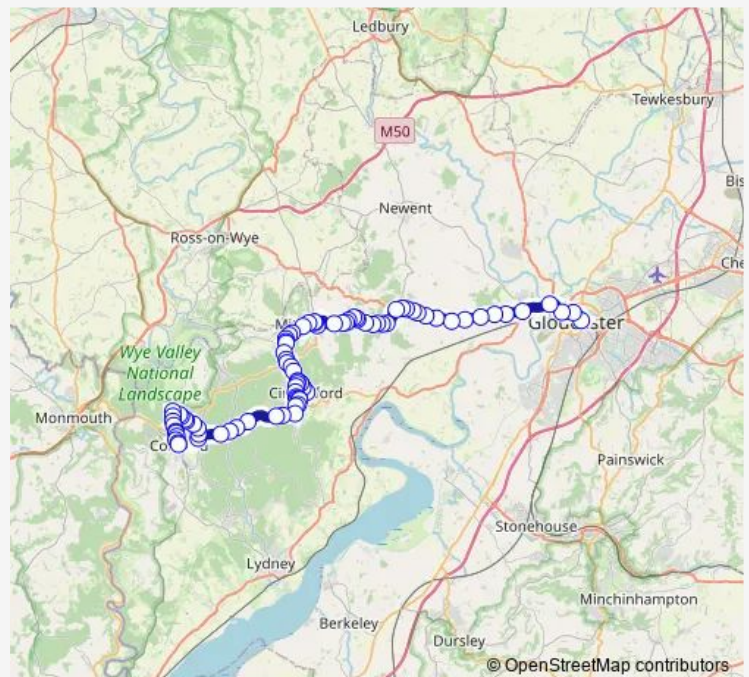 Ledbury
Tewkesbury
M50
Bis
Newent
Ross-on-Wye
Che
Gloucester
Wye Valley
National
Landscape
Monmouth
Painswick
Stonehouse
Lydney
Minchinhampton
Berkeley
Dursley
© OpenStreetMap contributors